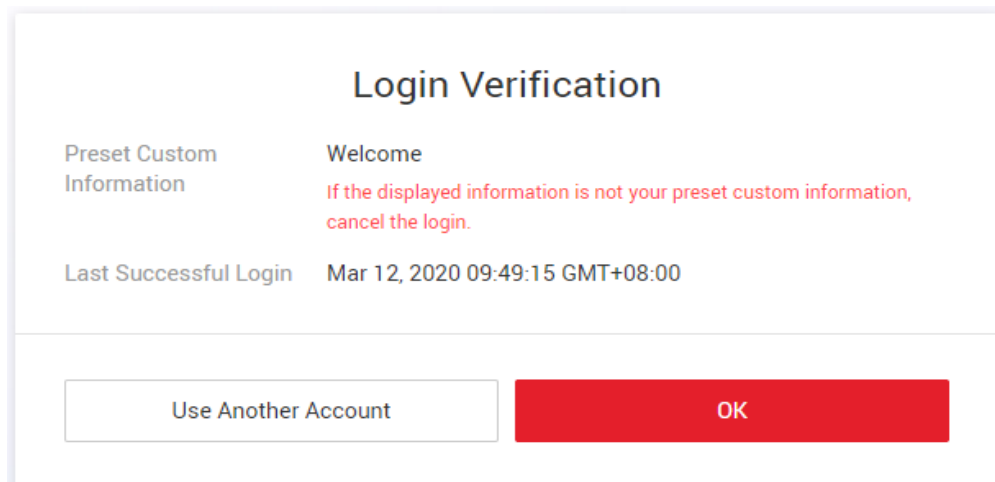 Login Verification
Preset Custom
Information
Welcome
If the displayed information is not your preset custom information,
cancel the login.
Last Successful Login
Mar 12, 2020 09:49:15 GMT+08:00
Use Another Account
OK